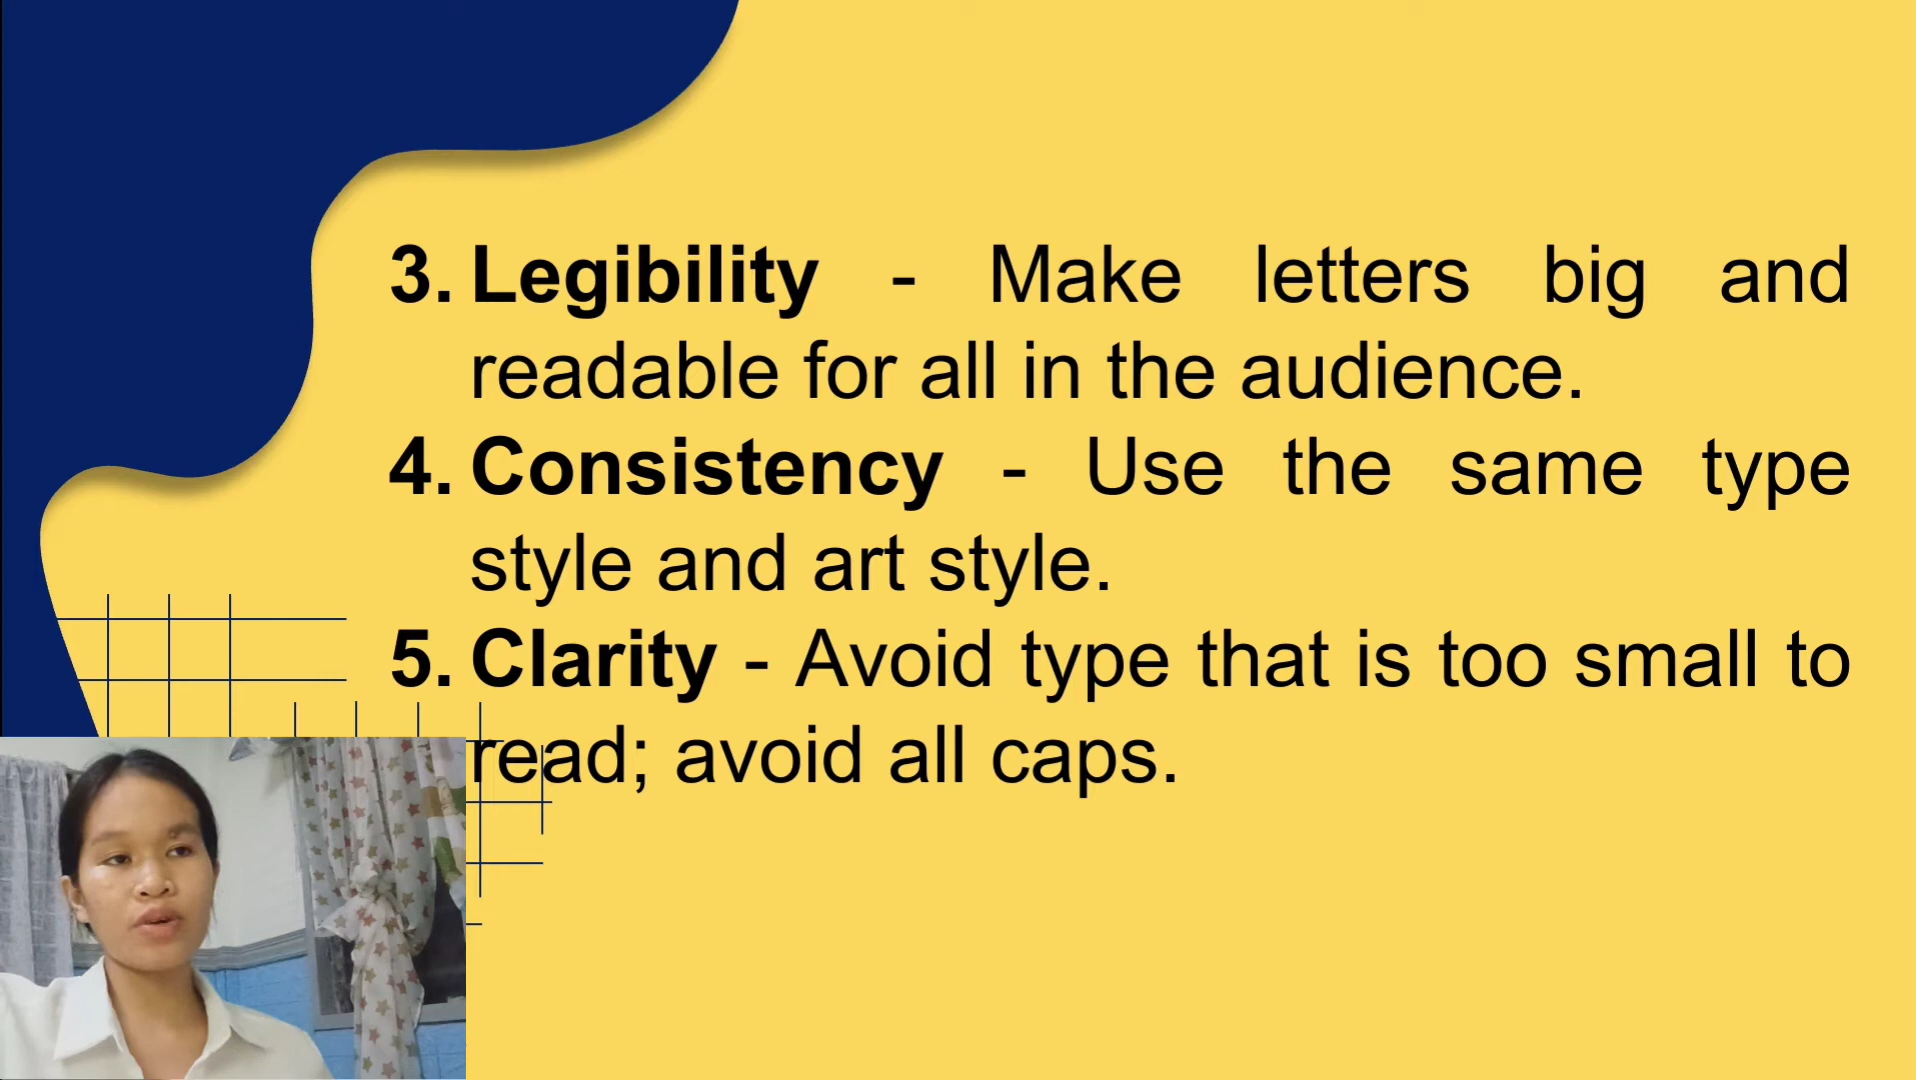 3. Legibility - Make letters big and
readable for all in the audience.
4. Consistency - Use the same type
style and art style.
5. Clarity - Avoid type that is too small to
read; avoid all caps.